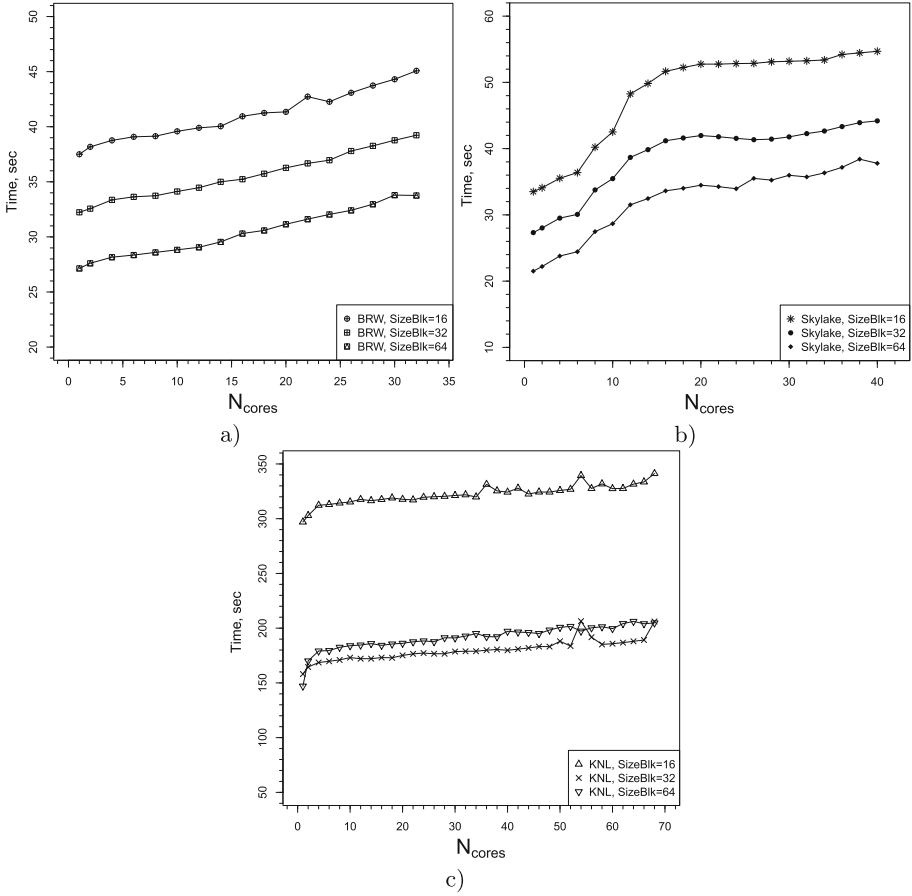 50
45
40
35
30
25
20
Time, sec
BRW, SizeBlk=16
BRW, SizeBlk=32
BRW, SizeBlk=64
0 5 10 15 20 25 30 35
Ncores
a)
60
50
40
30
20
10
Time, sec
Skylake, SizeBlk=16
Skylake, SizeBlk=32
Skylake, SizeBlk=64
0 10 20 30 40
Ncores
b)
350
300
250
200
150
100
50
Time, sec
KNL, SizeBlk=16
KNL, SizeBlk=32
KNL, SizeBlk=64
0 10 20 30 40 50 60 70
Ncores
c)